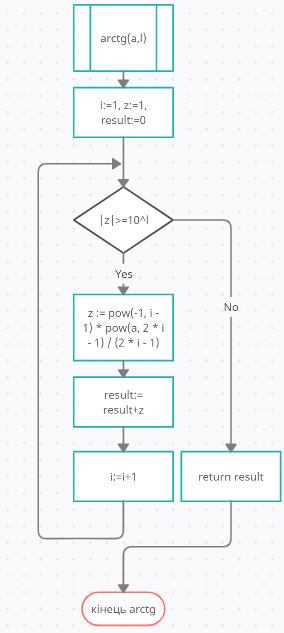 arctg(a,l)
i:=1, z:=1,
result:=0
|z|>=10^l
Yes
z := pow(-1, i -
1) * pow(a, 2 * i
- 1) / (2 * i - 1)
No
result:=
result+z
i:=i+1
return result
кінець arctg